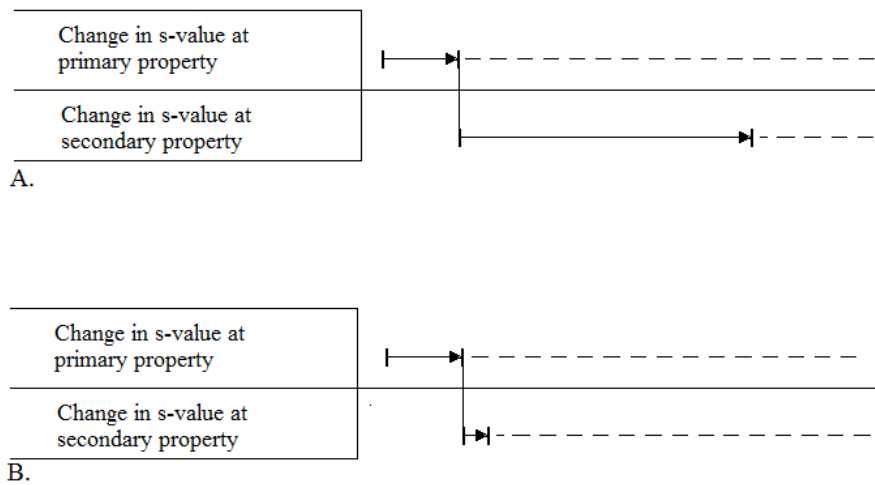 Change in s-value at
primary property
Change in s-value at
secondary property
A.
Change in s-value at
primary property
Change in s-value at
secondary property
B.